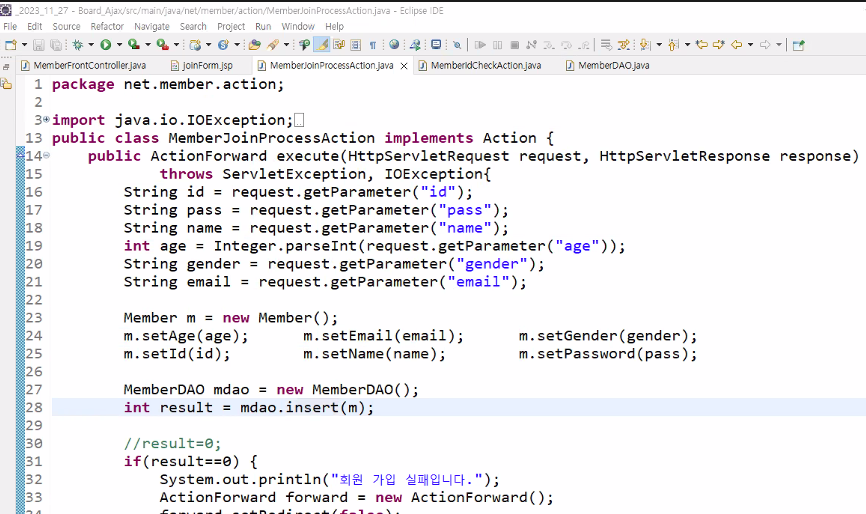 _2023_11_27 - Board_Ajax/src/main/java/net/member/action/MemberJoinProcessAction.java - Eclipse IDE
File Edit Source Refactor Navigate Search Project Run Window Help
MemberFrontController.java joinForm.jsp MemberJoinProcessAction.java MemberIdCheckAction.java MemberDAO.java
1 package net.member.action;
2
3 import java.io.IOException;
13 public class MemberJoinProcessAction implements Action {
14 public ActionForward execute(HttpServletRequest request, HttpServletResponse response)
15 throws ServletException, IOException{
16 String id = request.getParameter("id");
17 String pass = request.getParameter("pass");
18 String name = request.getParameter("name");
19 int age = Integer.parseInt(request.getParameter("age"));
20 String gender = request.getParameter("gender");
21 String email = request.getParameter("email");
22
23 Member m = new Member();
24 m.setAge(age); m.setEmail(email); m.setGender(gender);
25 m.setId(id); m.setName(name); m.setPassword(pass);
26
27 MemberDAO mdao = new MemberDAO();
28 int result = mdao.insert(m);
29
30 //result=0;
31 if(result==0) {
32 System.out.println("회원 가입 실패입니다.");
33 ActionForward forward = new ActionForward();
34 forward.setRedirect(false);